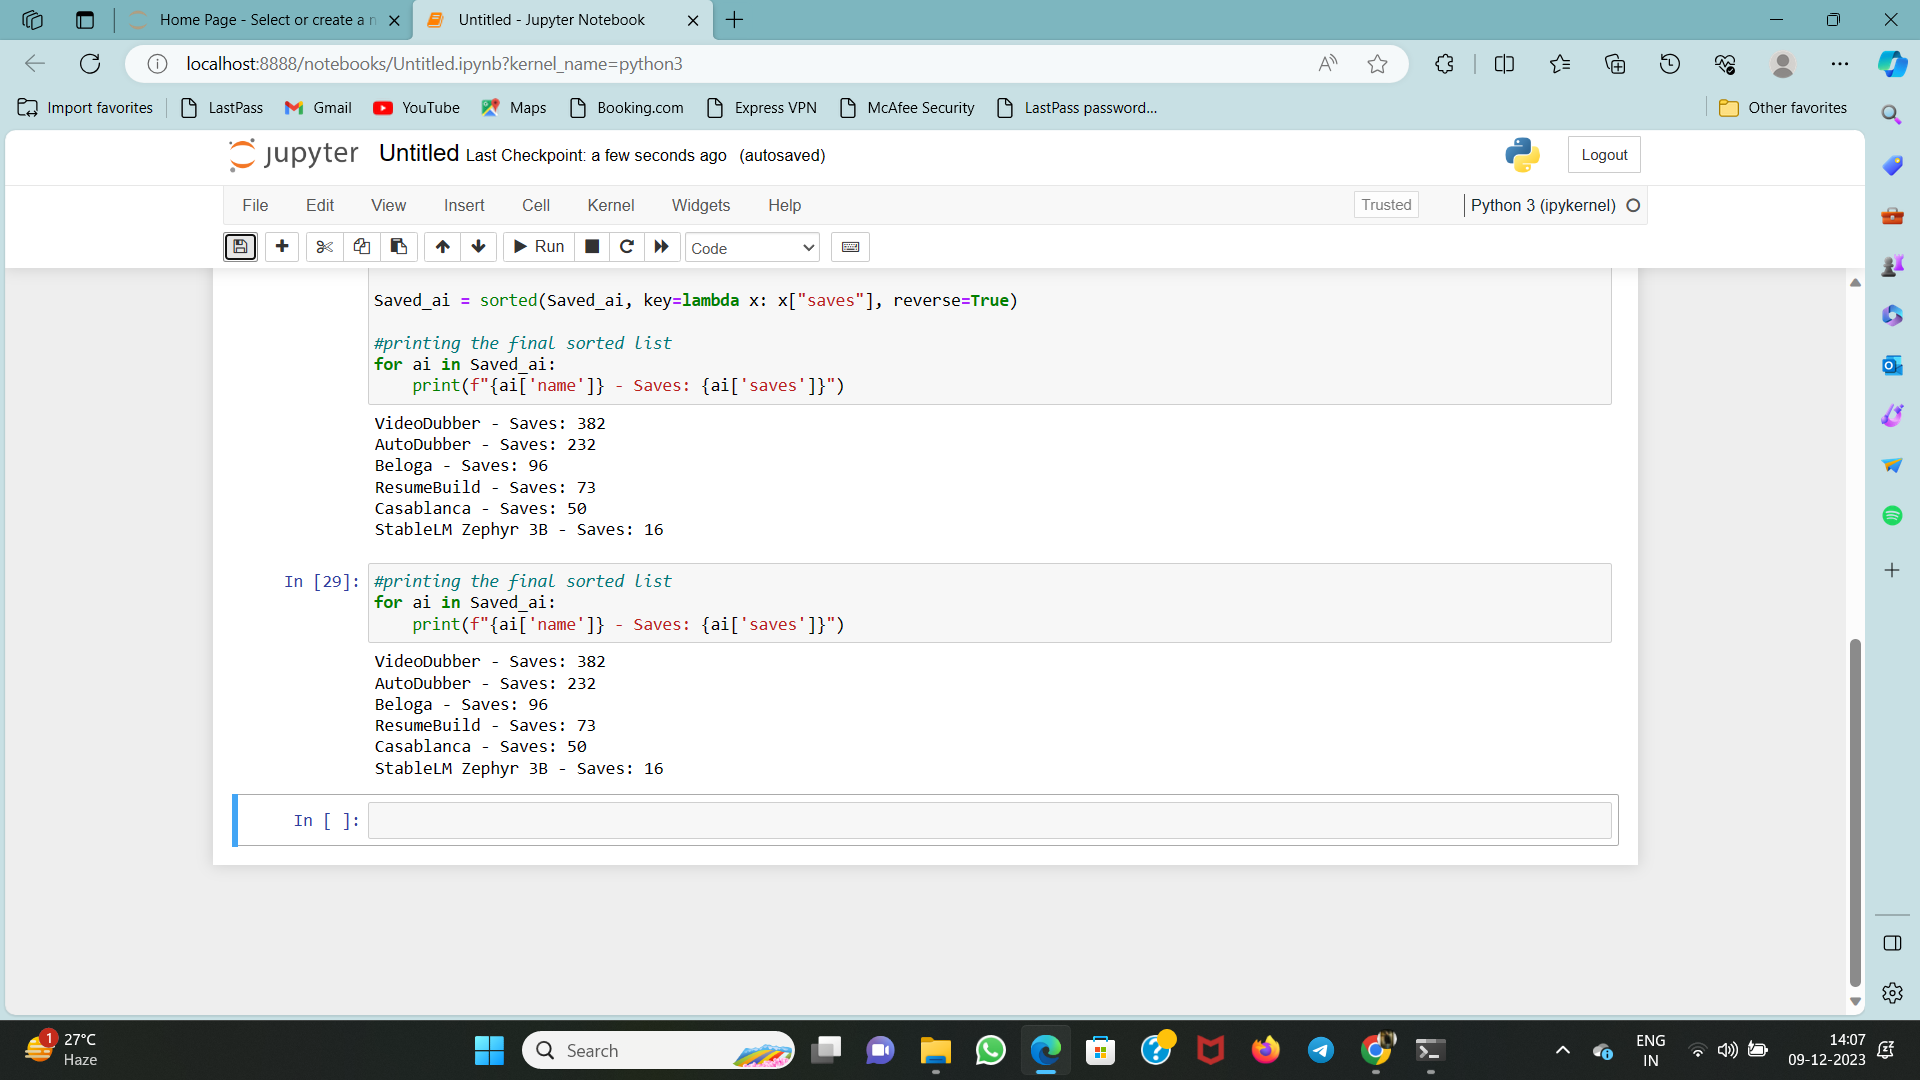 Home Page - Select or create a n
Untitled - Jupyter Notebook
localhost:8888/notebooks/Untitled.ipynb?kernel_name=python3
Import favorites
LastPass
Gmail
YouTube
Maps
Booking.com
Express VPN
McAfee Security
LastPass password...
Other favorites
jupyter Untitled Last Checkpoint: a few seconds ago (autosaved)
Logout
File Edit View Insert Cell Kernel Widgets Help
Trusted
Python 3 (ipykernel)
Run
Code
Saved_ai = sorted(Saved_ai, key=lambda x: x["saves"], reverse=True)
#printing the final sorted list
for ai in Saved_ai:
    print(f"{ai['name']} - Saves: {ai['saves']}")
VideoDubber - Saves: 382
AutoDubber - Saves: 232
Beloga - Saves: 96
ResumeBuild - Saves: 73
Casablanca - Saves: 50
StableLM Zephyr 3B - Saves: 16
In [29]: #printing the final sorted list
for ai in Saved_ai:
    print(f"{ai['name']} - Saves: {ai['saves']}")
VideoDubber - Saves: 382
AutoDubber - Saves: 232
Beloga - Saves: 96
ResumeBuild - Saves: 73
Casablanca - Saves: 50
StableLM Zephyr 3B - Saves: 16
In [ ]:
1
27°C
Haze
Search
ENG
IN
14:07
09-12-2023